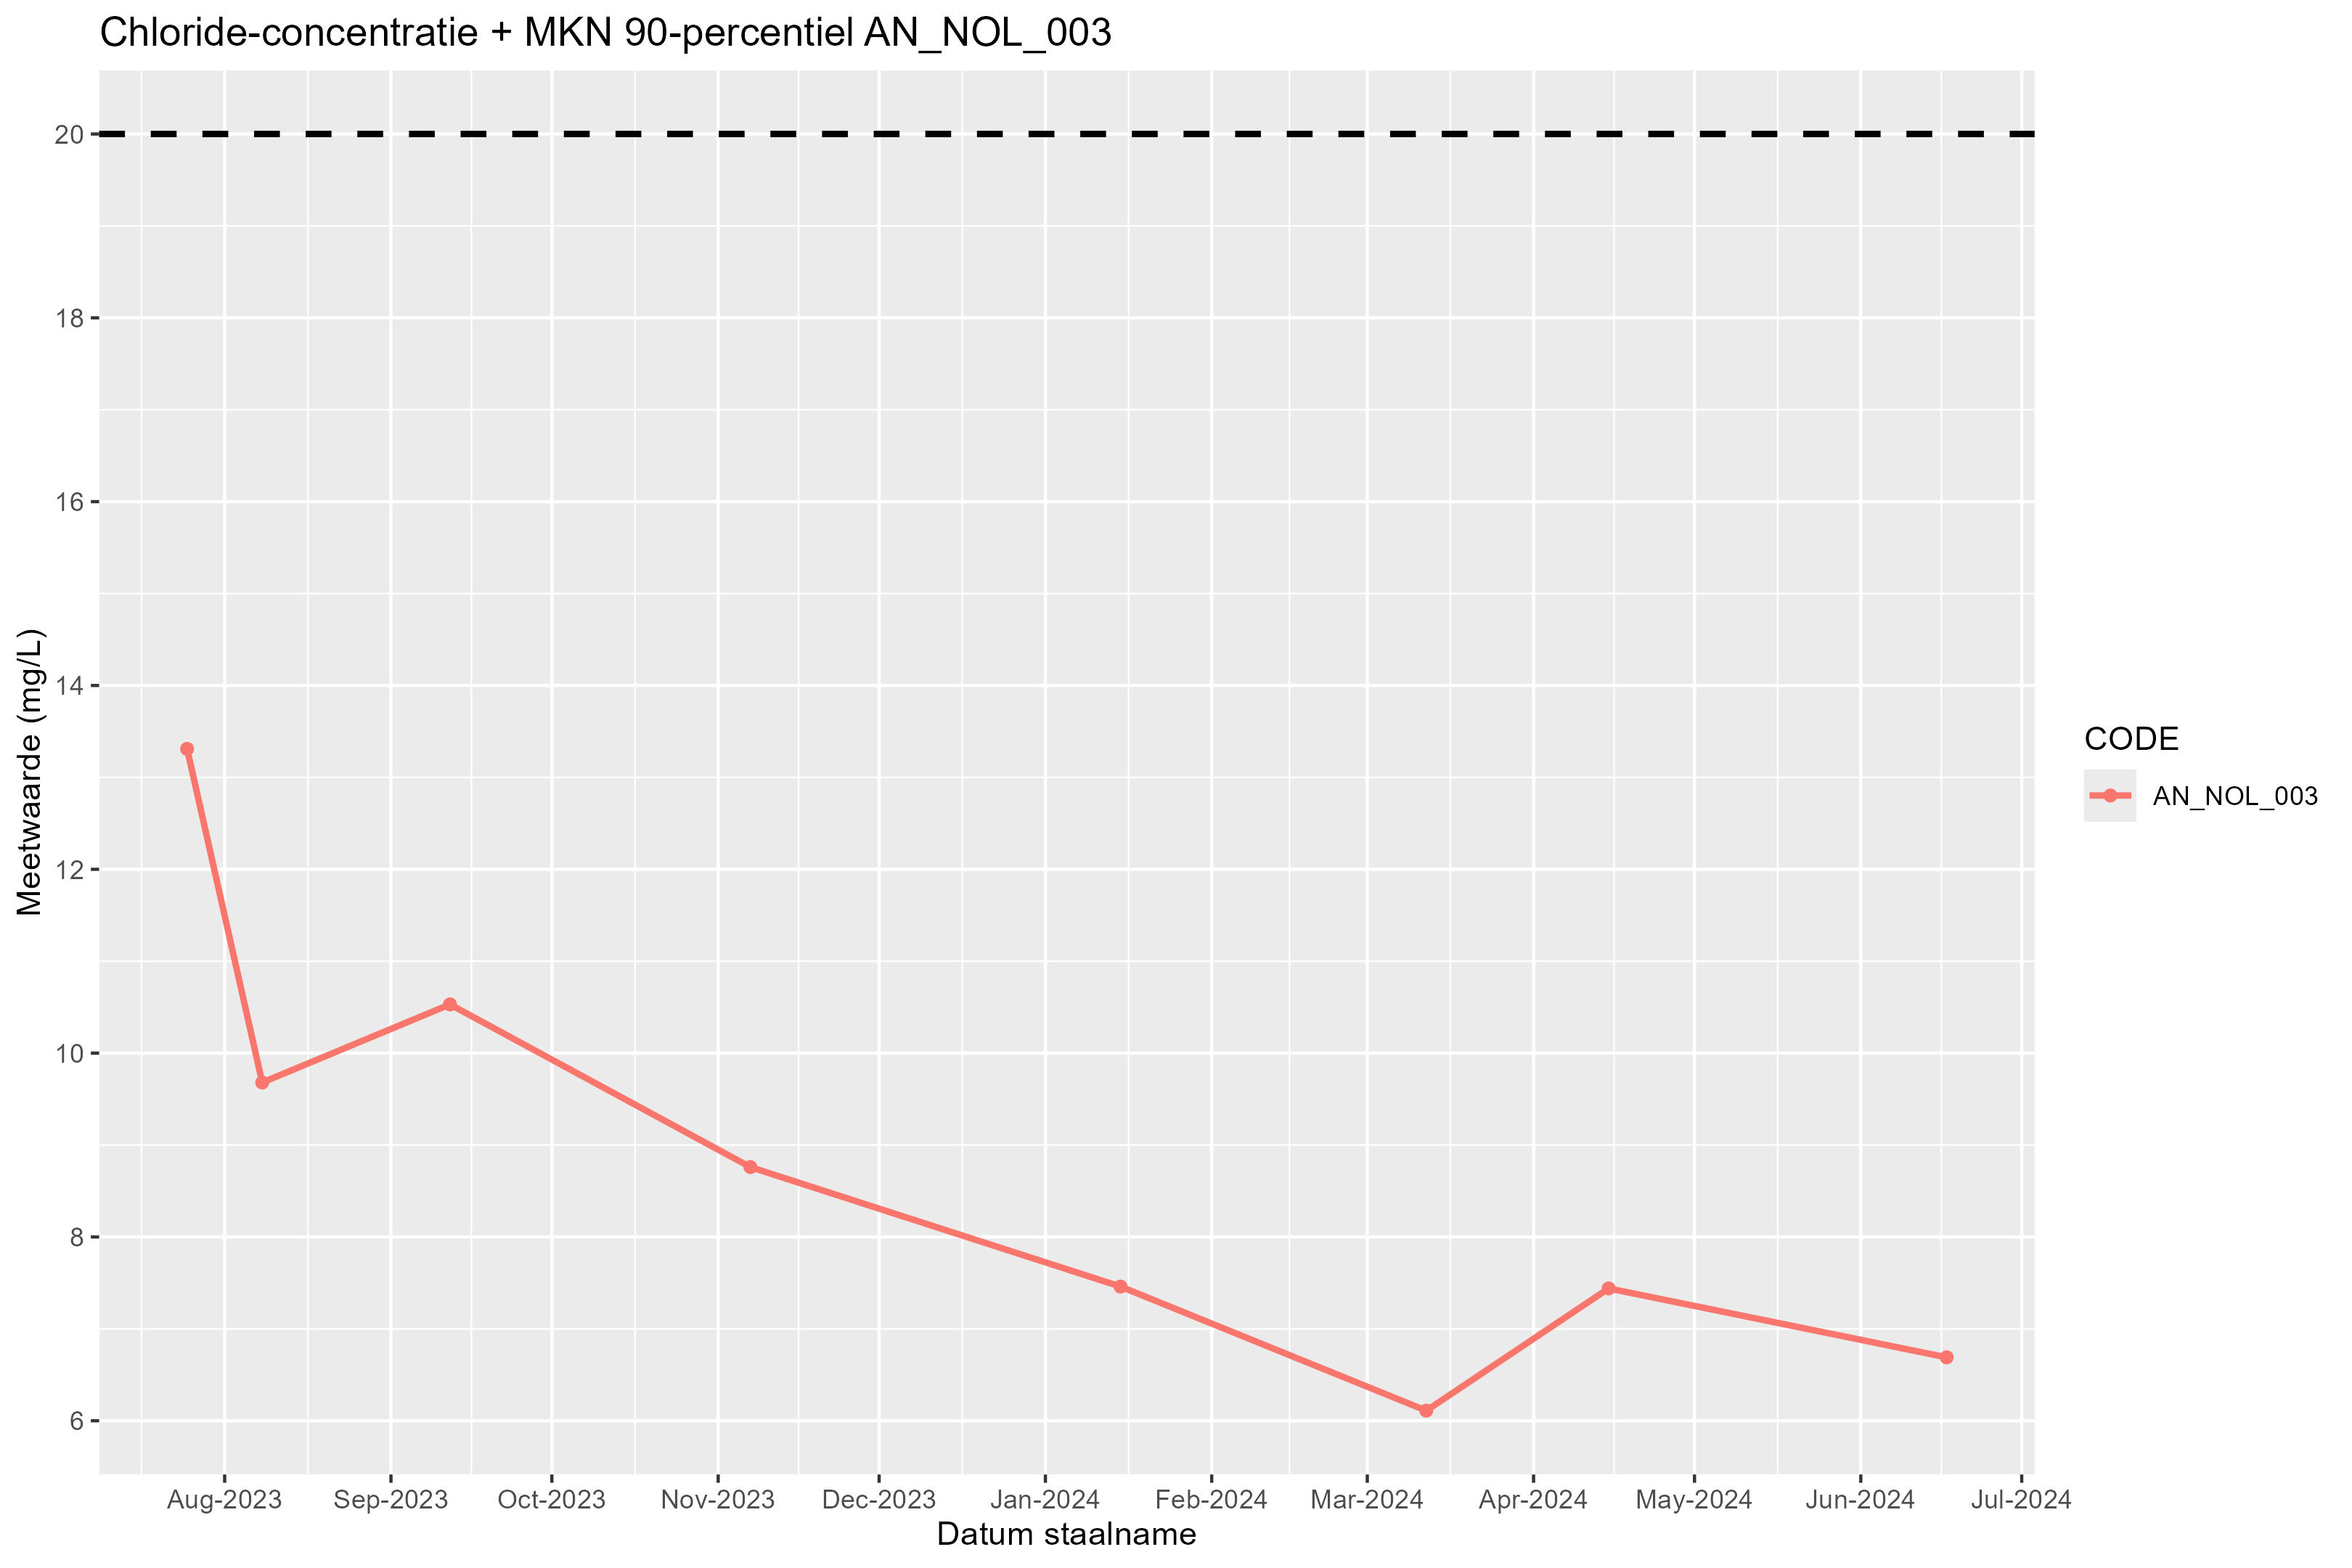 Chloride-concentratie + MKN 90-percentiel AN_NOL_003
Meetwaarde (mg/L)
20
18
16
14
12
10
8
6
Aug-2023 Sep-2023 Oct-2023 Nov-2023 Dec-2023 Jan-2024 Feb-2024 Mar-2024 Apr-2024 May-2024 Jun-2024 Jul-2024
Datum staalname
CODE
AN_NOL_003